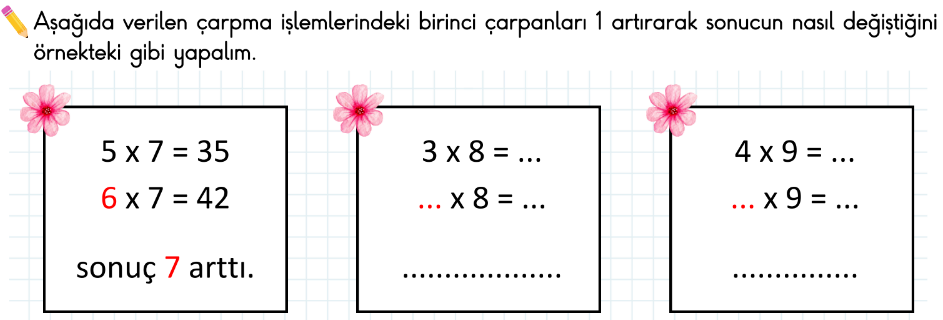 Aşağıda verilen çarpma işlemlerindeki birinci çarpanları 1 artırarak sonucun nasıl değiştiğini
örnekteki gibi yapalım.
5 x 7 = 35
6 x 7 = 42
sonuç 7 arttı.
3 x 8 = ...
... x 8 = ...
...................
4 x 9 = ...
... x 9 = ...
...............